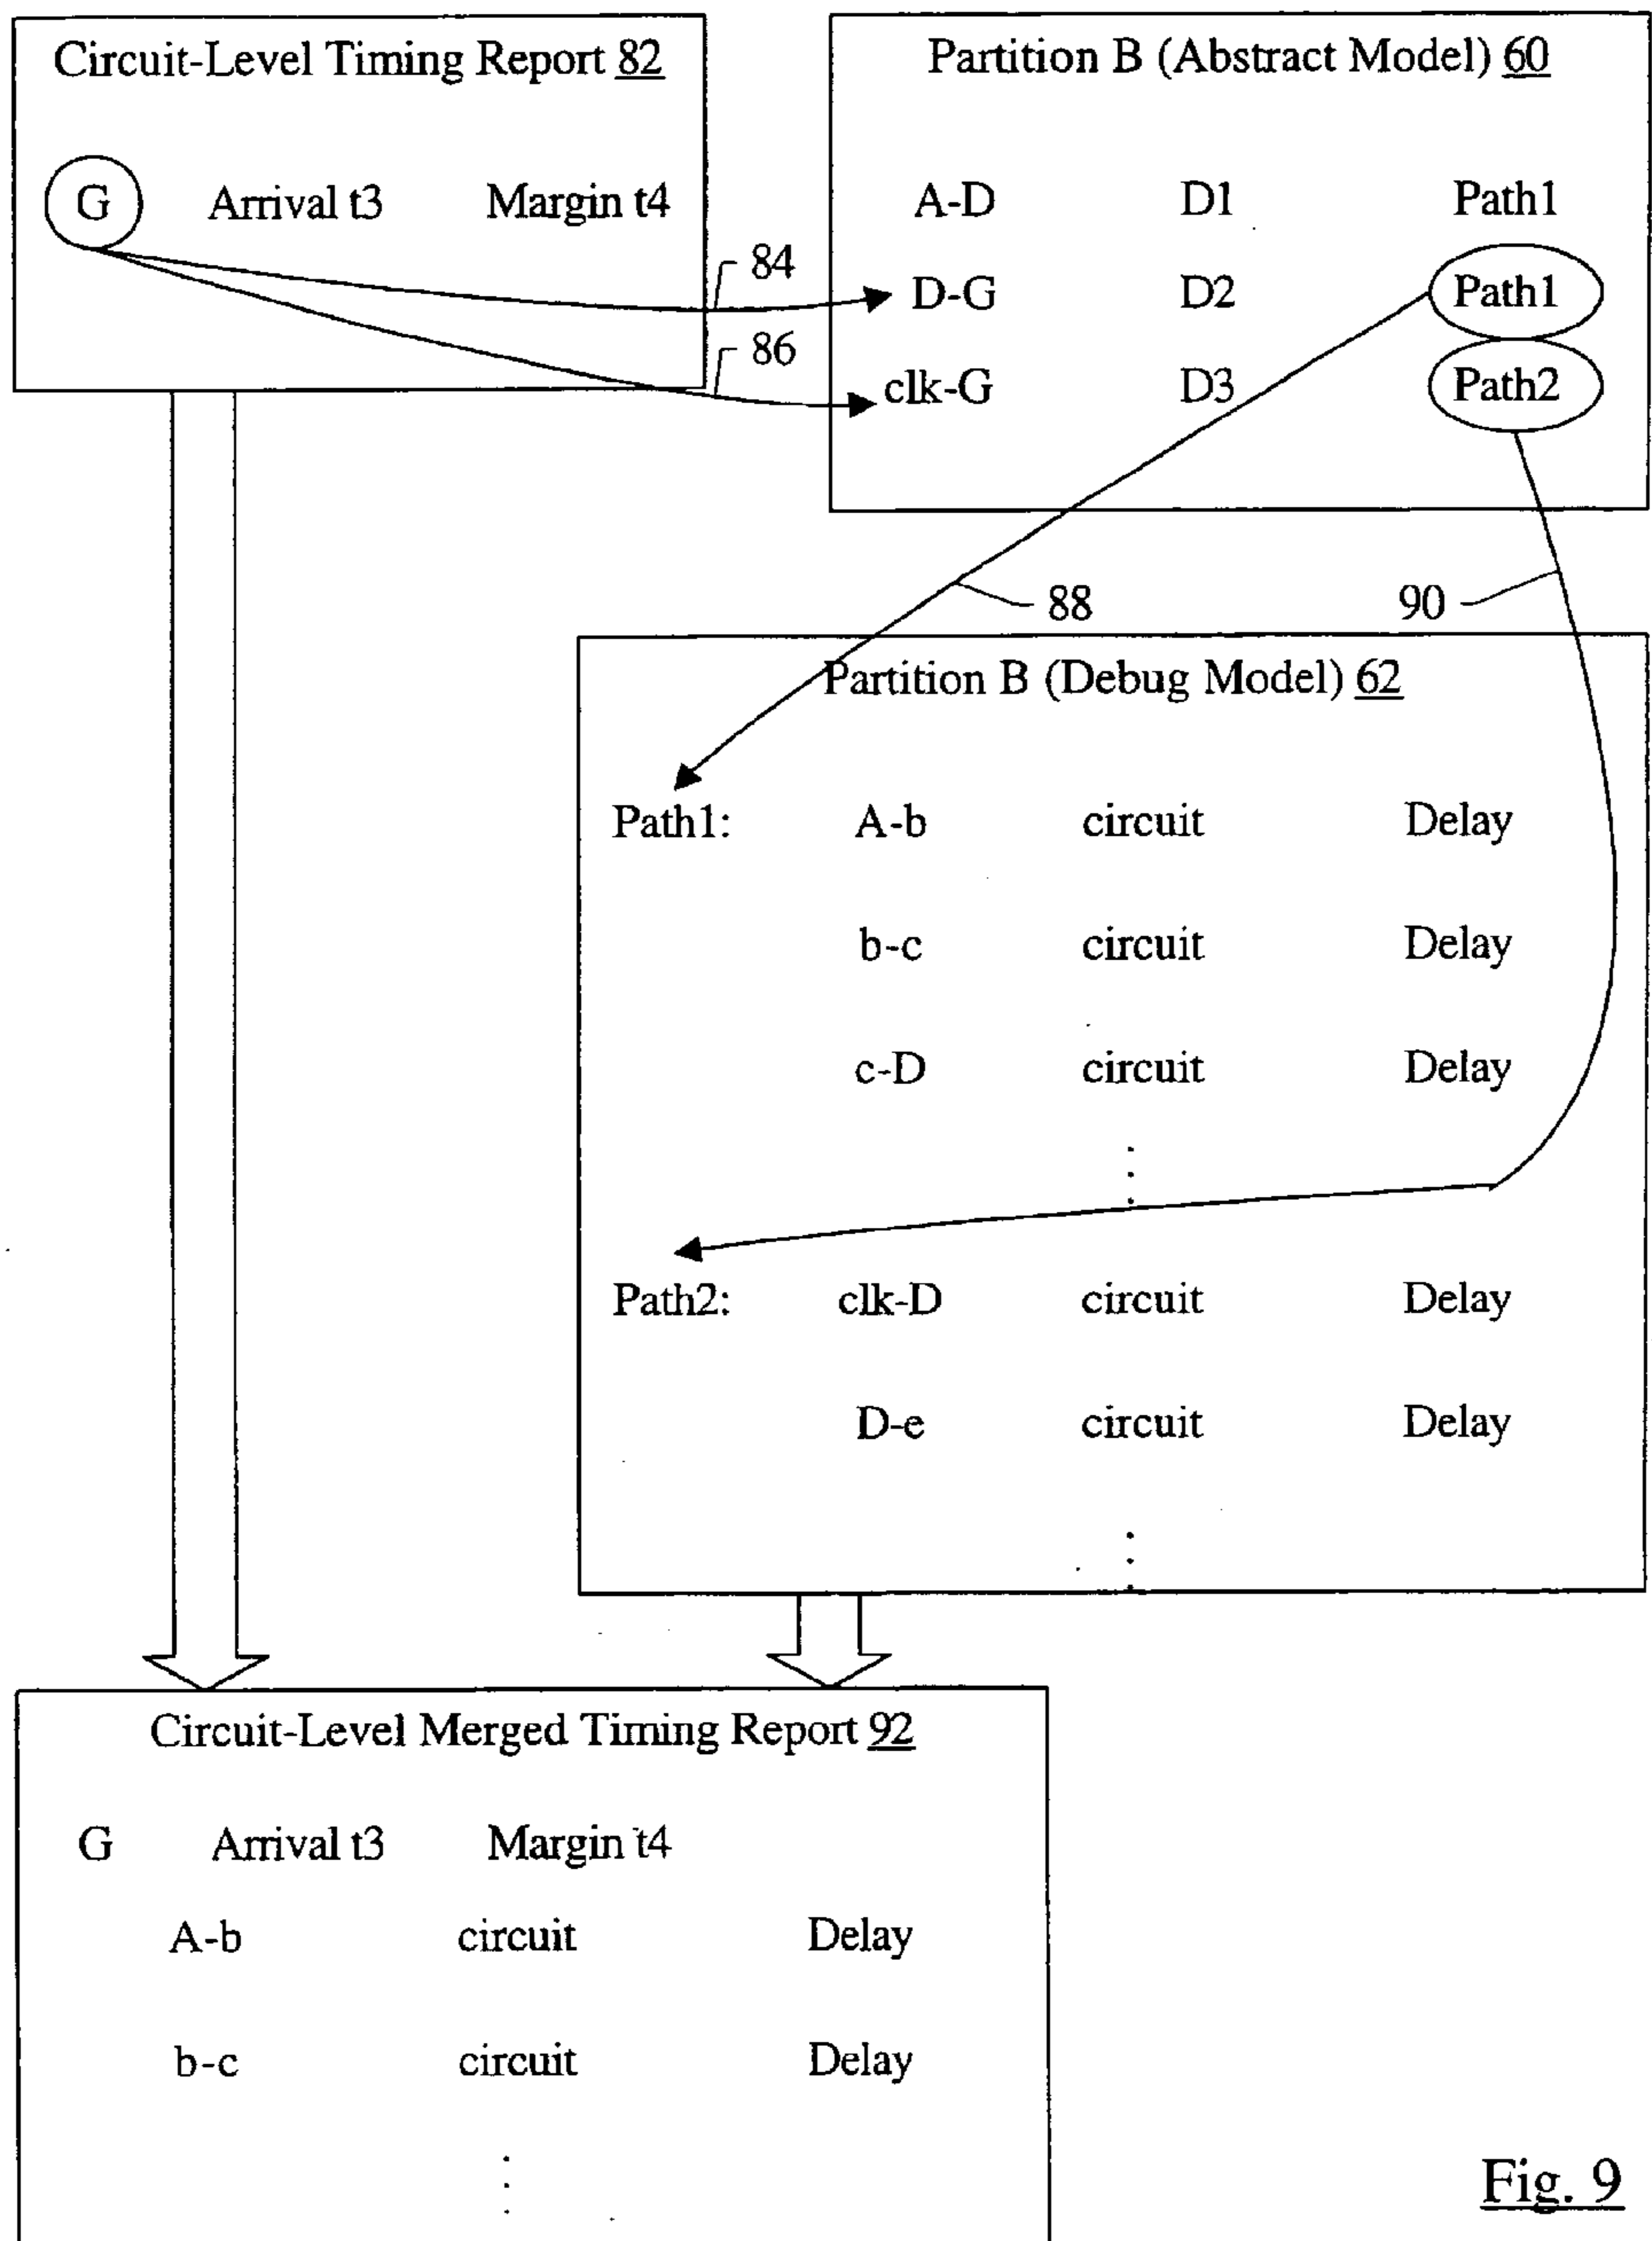 Circuit-Level Timing Report 82
G Arrival t3 Margin t4
84
86
Partition B (Abstract Model) 60
A-D D1 Path1
D-G D2 Path1
clk-G D3 Path2
88
90
Partition B (Debug Model) 62
Path1: A-b circuit Delay
b-c circuit Delay
c-D circuit Delay
Path2: clk-D circuit Delay
D-e circuit Delay
Circuit-Level Merged Timing Report 92
G Arrival t3 Margin t4
A-b circuit Delay
b-c circuit Delay
Fig. 9